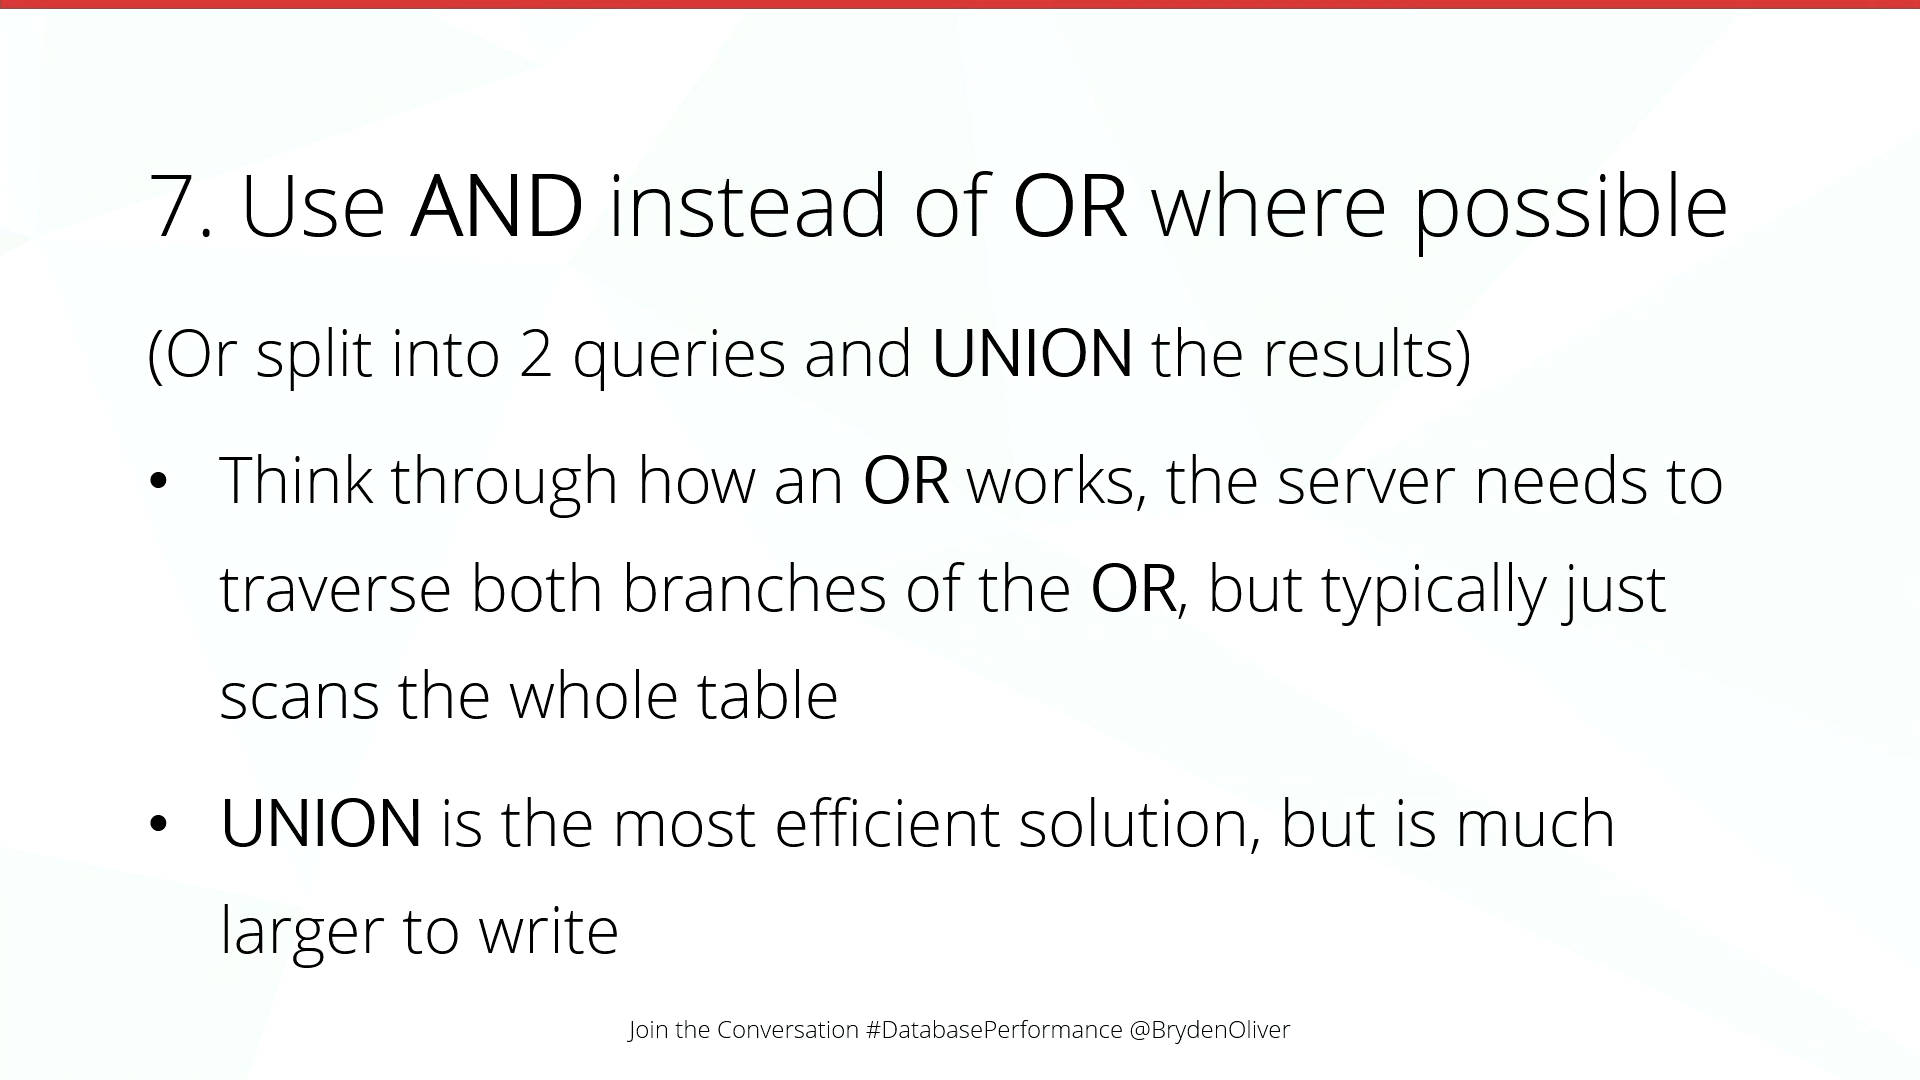 7. Use AND instead of OR where possible
(Or split into 2 queries and UNION the results)
• Think through how an OR works, the server needs to
traverse both branches of the OR, but typically just
scans the whole table
• UNION is the most efficient solution, but is much
larger to write
Join the Conversation #DatabasePerformance @BrydenOliver